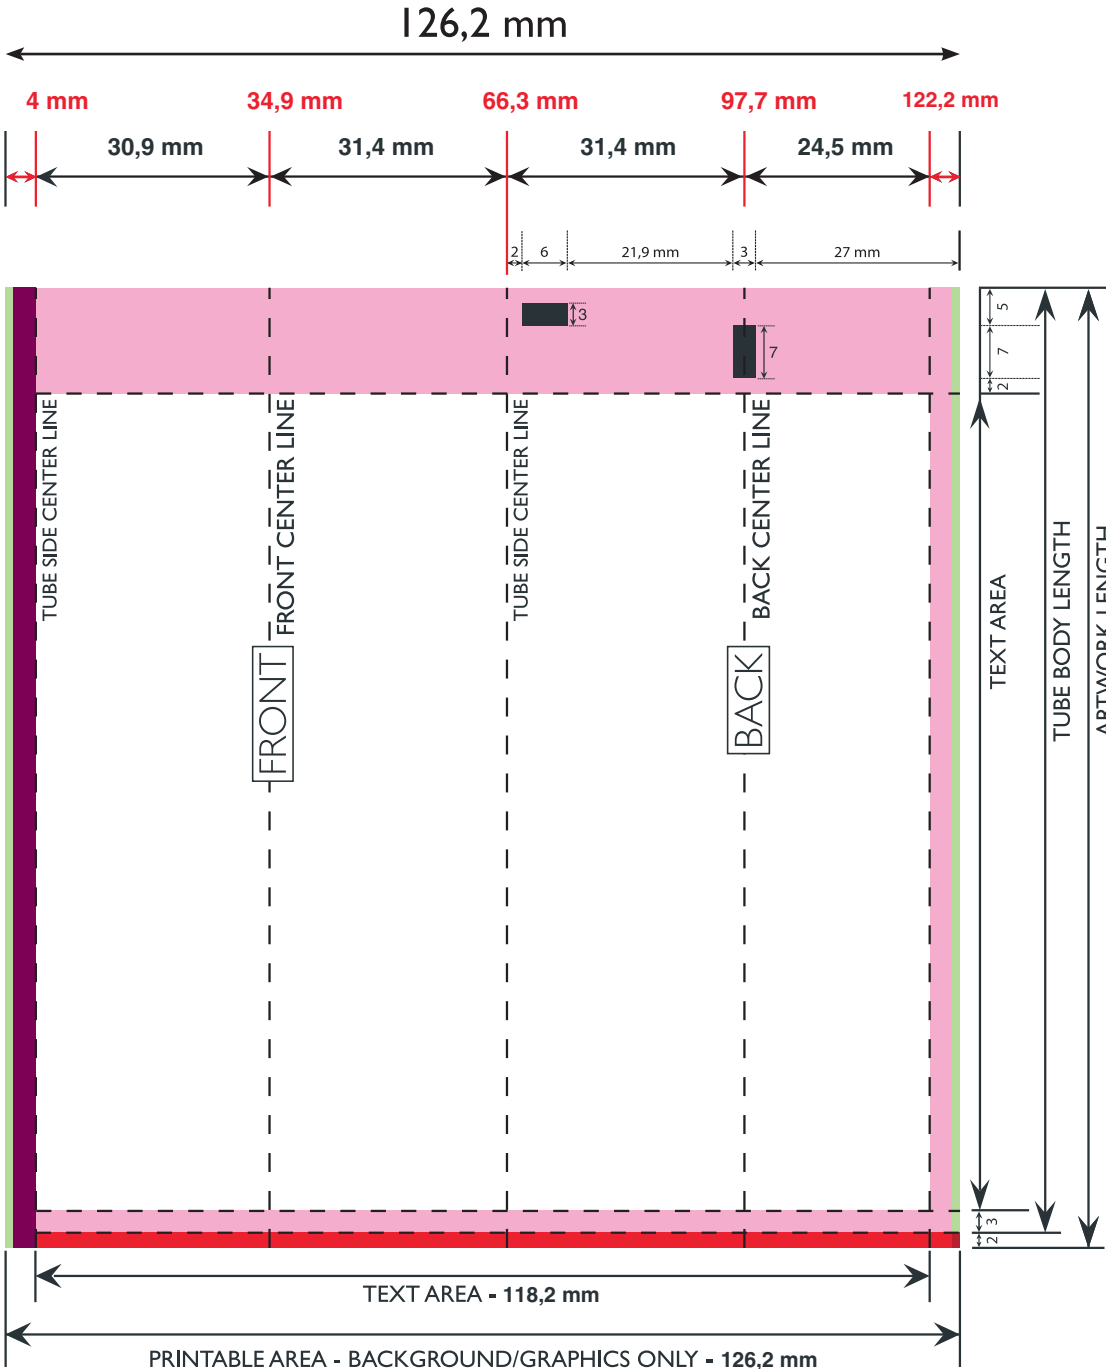 126,2 mm
4 mm
34,9 mm
66,3 mm
97,7 mm
122,2 mm
30,9 mm
31,4 mm
31,4 mm
24,5 mm
2
6
21,9 mm
3
27 mm
3
7
5
7
2
TUBE SIDE CENTER LINE
FRONT CENTER LINE
TUBE SIDE CENTER LINE
BACK CENTER LINE
FRONT
BACK
TEXT AREA
TUBE BODY LENGTH
ARTWORK LENGTH
3
2
TEXT AREA - 118,2 mm
PRINTABLE AREA - BACKGROUND/GRAPHICS ONLY - 126,2 mm